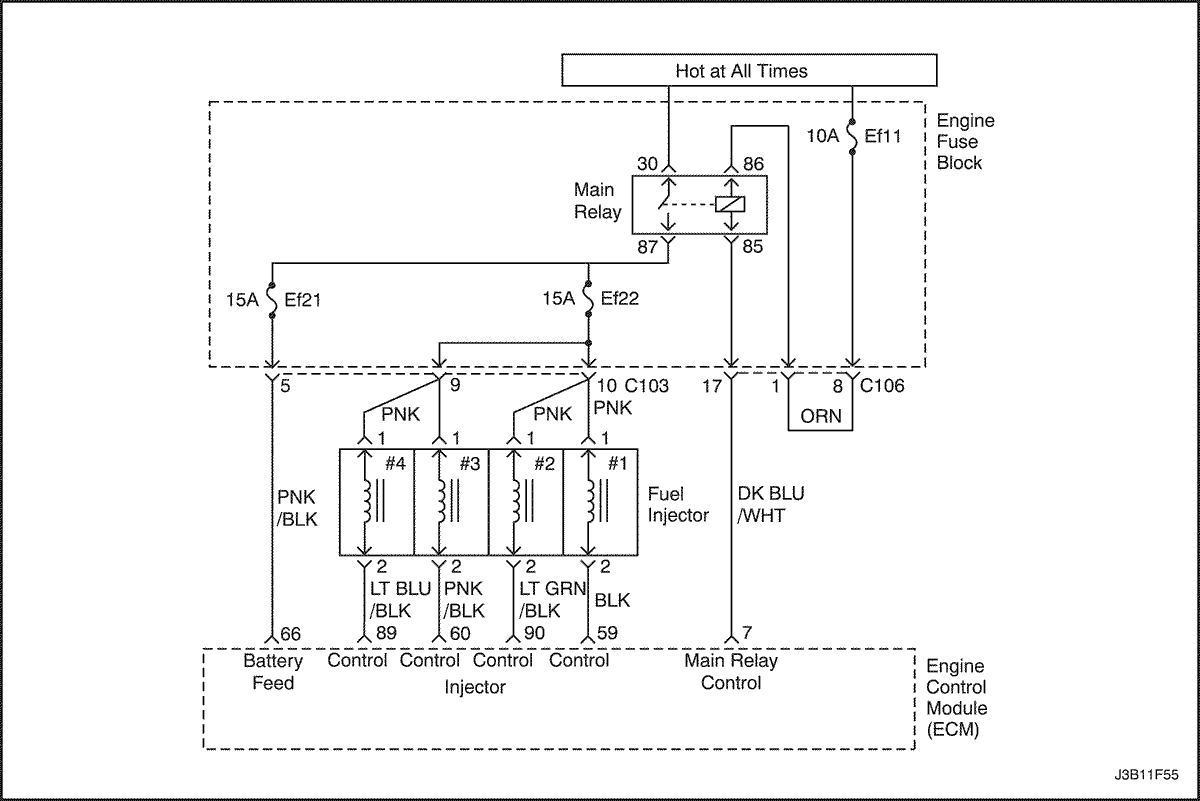 Hot at All Times
Engine
Fuse
Block
10A Ef11
30 86
Main
Relay
87 85
15A Ef21
15A Ef22
5 9 10 C103 17 1 8 C106
PNK PNK PNK
ORN
1 1 1 1
#4 #3 #2 #1
PNK
/BLK
Fuel
Injector
DK BLU
/WHT
2 2 2 2
LT BLU
/BLK
PNK
/BLK
LT GRN
/BLK
BLK
66 89 60 90 59 7
Battery
Feed
Control Control Control Control
Injector
Main Relay
Control
Engine
Control
Module
(ECM)
J3B11F55